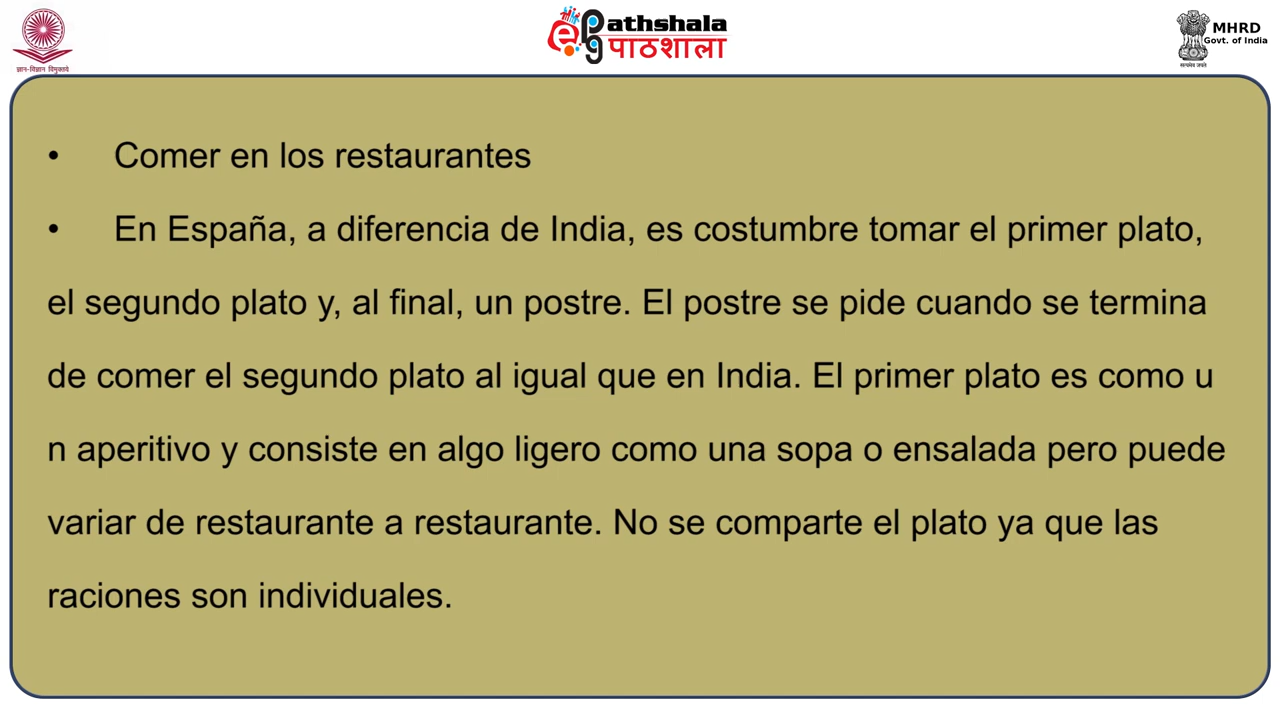 ज्ञान-विज्ञान विमुक्तये
ePathshala
पाठशाला
MHRD
Govt. of India
सत्यमेव जयते
• Comer en los restaurantes
• En España, a diferencia de India, es costumbre tomar el primer plato,
el segundo plato y, al final, un postre. El postre se pide cuando se termina
de comer el segundo plato al igual que en India. El primer plato es como u
n aperitivo y consiste en algo ligero como una sopa o ensalada pero puede
variar de restaurante a restaurante. No se comparte el plato ya que las
raciones son individuales.